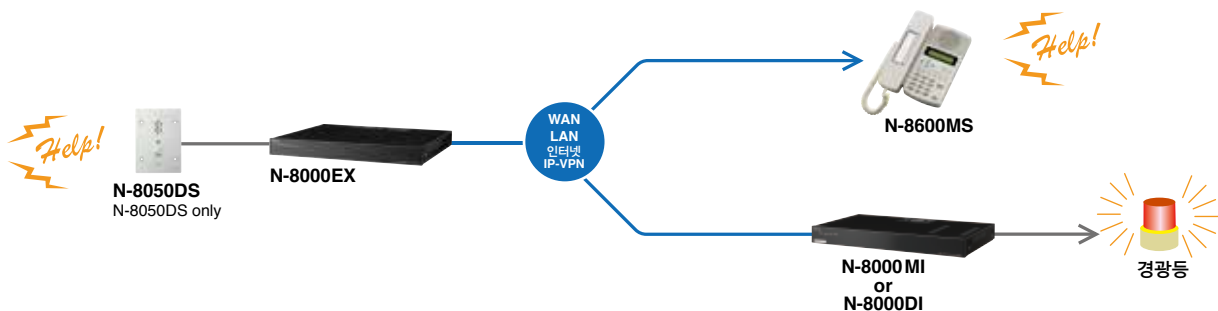 Help!
N-8050DS
N-8050DS only
N-8000EX
WAN
LAN
인터넷
IP-VPN
N-8600MS
Help!
N-8000MI
or
N-8000DI
경광등